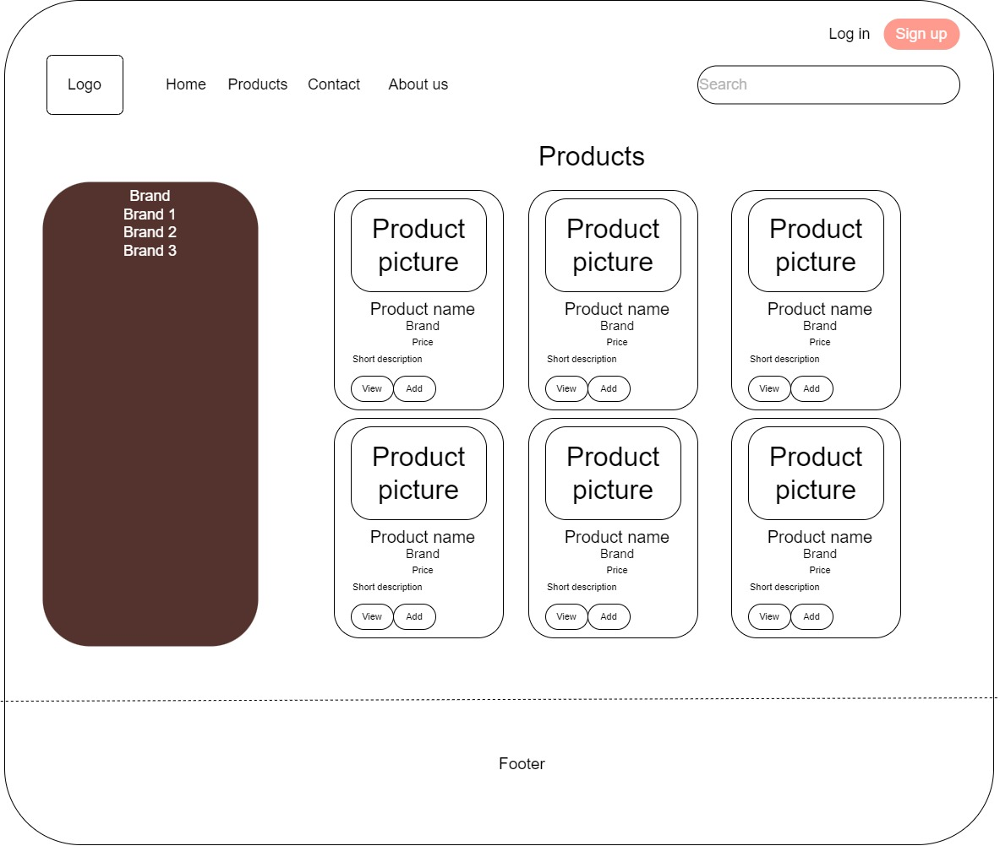 Log in
Sign up
Logo
Home
Products
Contact
About us
Search
Products
Brand
Brand 1
Brand 2
Brand 3
Product
picture
Product name
Brand
Price
Short description
View
Add
Product
picture
Product name
Brand
Price
Short description
View
Add
Product
picture
Product name
Brand
Price
Short description
View
Add
Product
picture
Product name
Brand
Price
Short description
View
Add
Product
picture
Product name
Brand
Price
Short description
View
Add
Product
picture
Product name
Brand
Price
Short description
View
Add
Footer